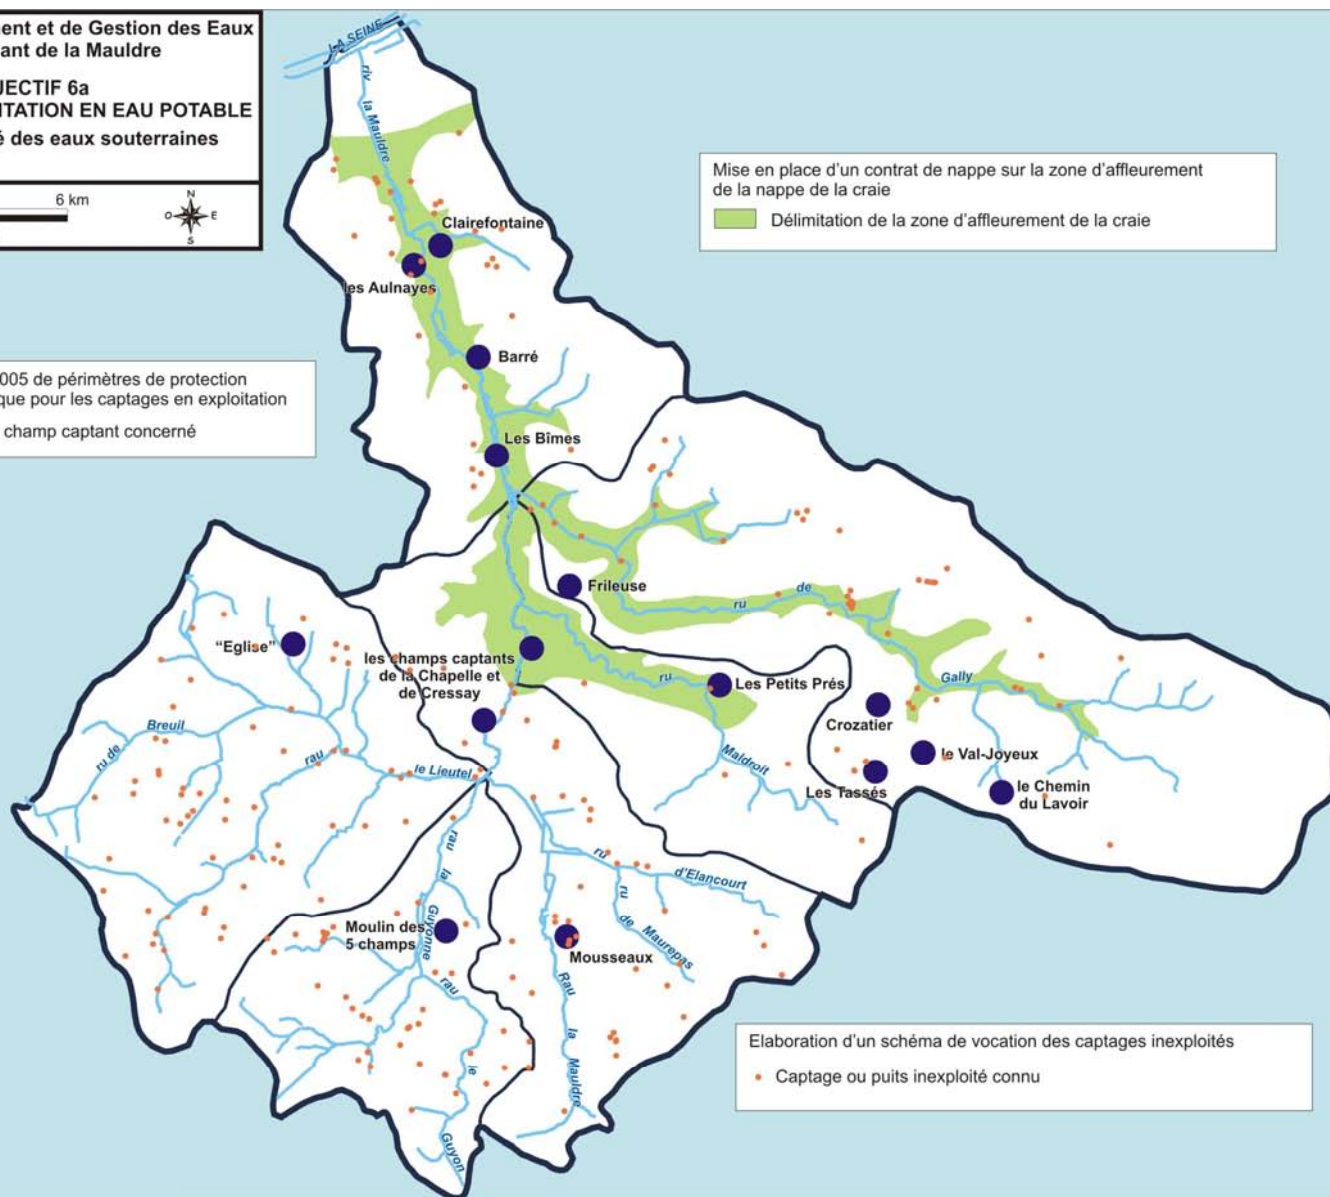 ent et de Gestion des Eaux
ant de la Mauldre
JECTIF 6a
ITATION EN EAU POTABLE
é des eaux souterraines
6 km
N
O
E
S
LA SEINE
riv
la Mauldre
Mise en place d'un contrat de nappe sur la zone d'affleurement
de la nappe de la craie
Délimitation de la zone d'affleurement de la craie
Clairefontaine
les Aulnayes
005 de périmètres de protection
que pour les captages en exploitation
champ captant concerné
Barré
Les Bîmes
Frileuse
ru
de
Gally
"Eglise"
les champs captants
de la Chapelle et
de Cressay
ru
Maldroit
Les Petits Prés
Crozatier
le Val-Joyeux
Les Tassés
le Chemin
du Lavoir
ru de
Breuil
rau
le Lieutel
rau
la
Guyonne
ru
d'Elancourt
ru
de
Maurepas
Moulin des
5 champs
Mousseaux
rau
le
Guyon
Rau
la
Mauldre
Elaboration d'un schéma de vocation des captages inexploités
Captage ou puits inexploité connu